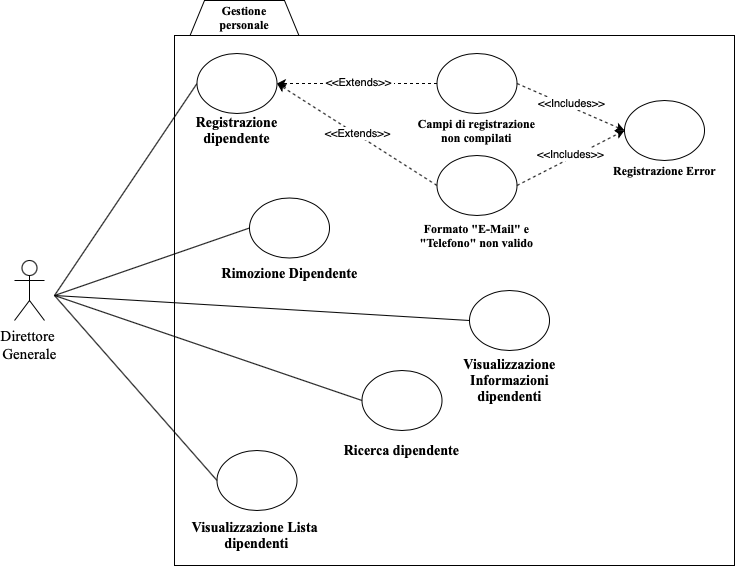 Gestione
personale
<<Extends>>
Registrazione
dipendente
Campi di registrazione
non compilati
<<Includes>>
<<Extends>>
<<Includes>>
Registrazione Error
Formato "E-Mail" e
"Telefono" non valido
Rimozione Dipendente
Direttore
Generale
Visualizzazione
Informazioni
dipendenti
Ricerca dipendente
Visualizzazione Lista
dipendenti